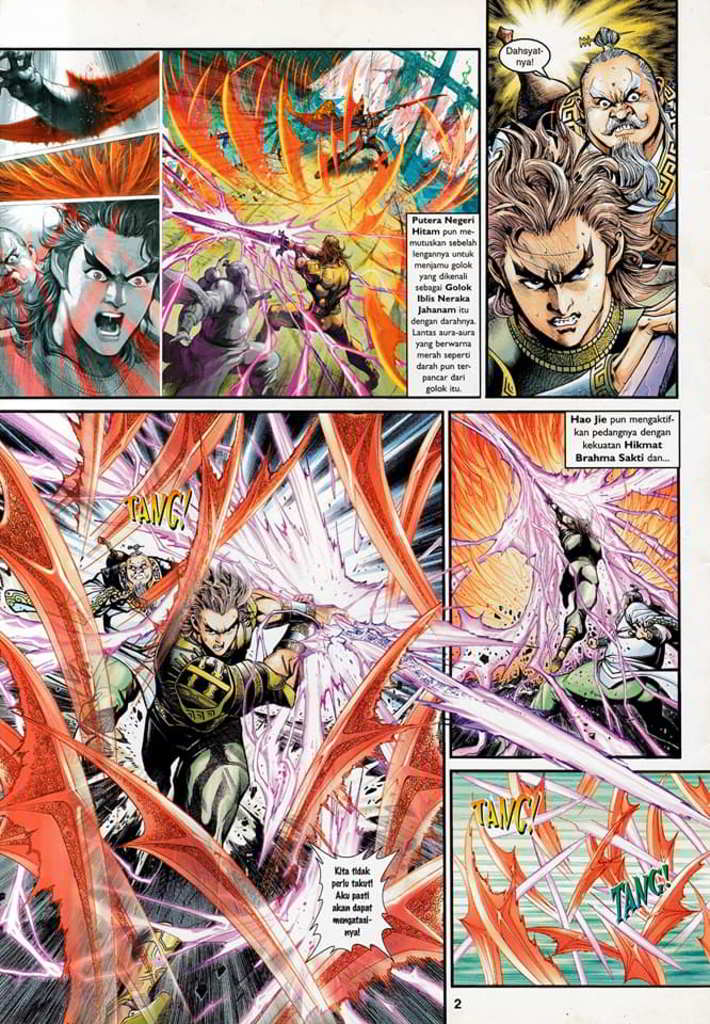 Dahsyat-
nya!
Putera Negeri
Hitam pun me-
mutuskan sebelah
lengannya untuk
menjamu golok
yang dikenali
sebagai
Golok
Iblis Neraka
Jahanam itu
dengan darahnya.
Lantas aura-aura
yang berwarna
merah seperti
darah pun ter-
pancar dari
golok itu.
Hao Jie pun mengaktif-
kan pedangnya dengan
kekuatan Hikmat
Brahma Sakti dan...
TANG!
Kita tidak
perlu takut!
Aku pasti
akan dapat
mengatasi-
nya!
TANG!
TANG!
2